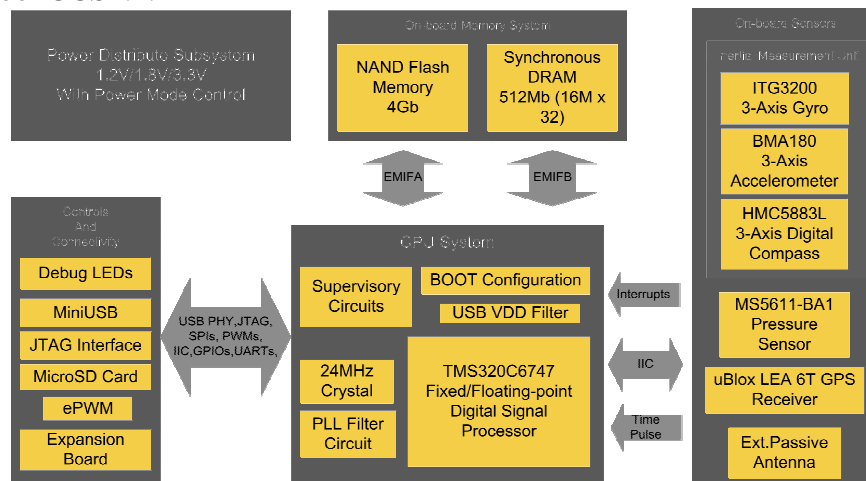 Power Distribute Subsystem
1.2V/1.8V/3.3V
With Power Mode Control
On-board Memory System
NAND Flash
Memory
4Gb
Synchronous
DRAM
512Mb (16M x
32)
EMIFA
EMIFB
Controls
And
Connectivity
Debug LEDs
MiniUSB
JTAG Interface
MicroSD Card
ePWM
Expansion
Board
USB PHY,JTAG,
SPIs, PWMs,
IIC,GPIOs,UARTs,
CPU System
Supervisory
Circuits
BOOT Configuration
USB VDD Filter
24MHz
Crystal
PLL Filter
Circuit
TMS320C6747
Fixed/Floating-point
Digital Signal
Processor
Interrupts
IIC
Time
Pulse
On-board Sensors
Measurement Unit
ITG3200
3-Axis Gyro
BMA180
3-Axis
Accelerometer
HMC5883L
3-Axis Digital
Compass
MS5611-BA1
Pressure
Sensor
uBlox LEA 6T GPS
Receiver
Ext.Passive
Antenna